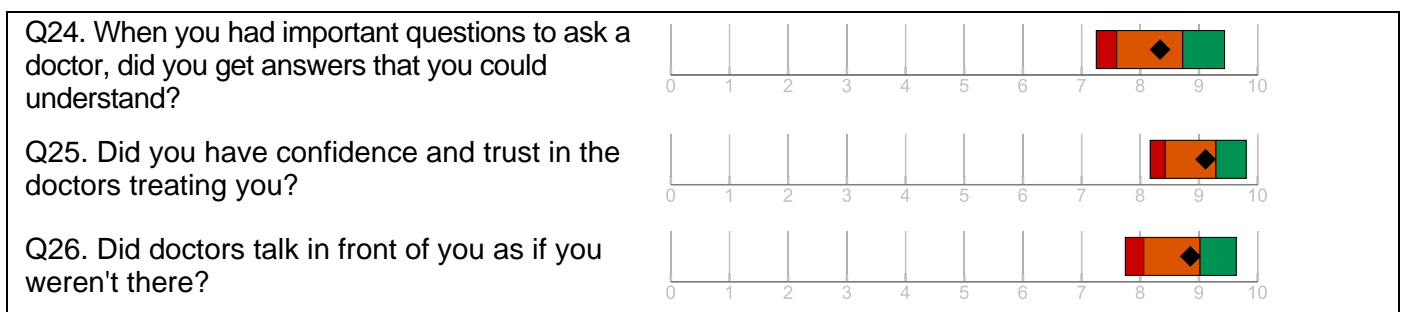 Q24. When you had important questions to ask a
doctor, did you get answers that you could
understand?
0 1 2 3 4 5 6 7 8 9 10
Q25. Did you have confidence and trust in the
doctors treating you?
0 1 2 3 4 5 6 7 8 9 10
Q26. Did doctors talk in front of you as if you
weren't there?
0 1 2 3 4 5 6 7 8 9 10